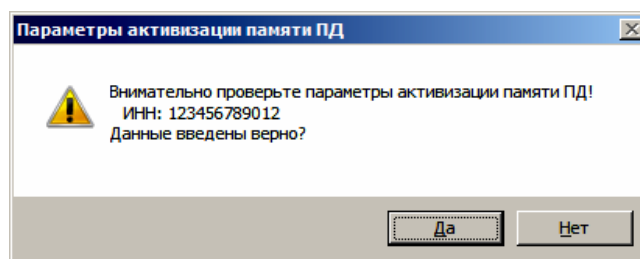 Параметры активизации памяти ПД
Внимательно проверьте параметры активизации памяти ПД!
ИНН: 123456789012
Данные введены верно?
Да
Нет